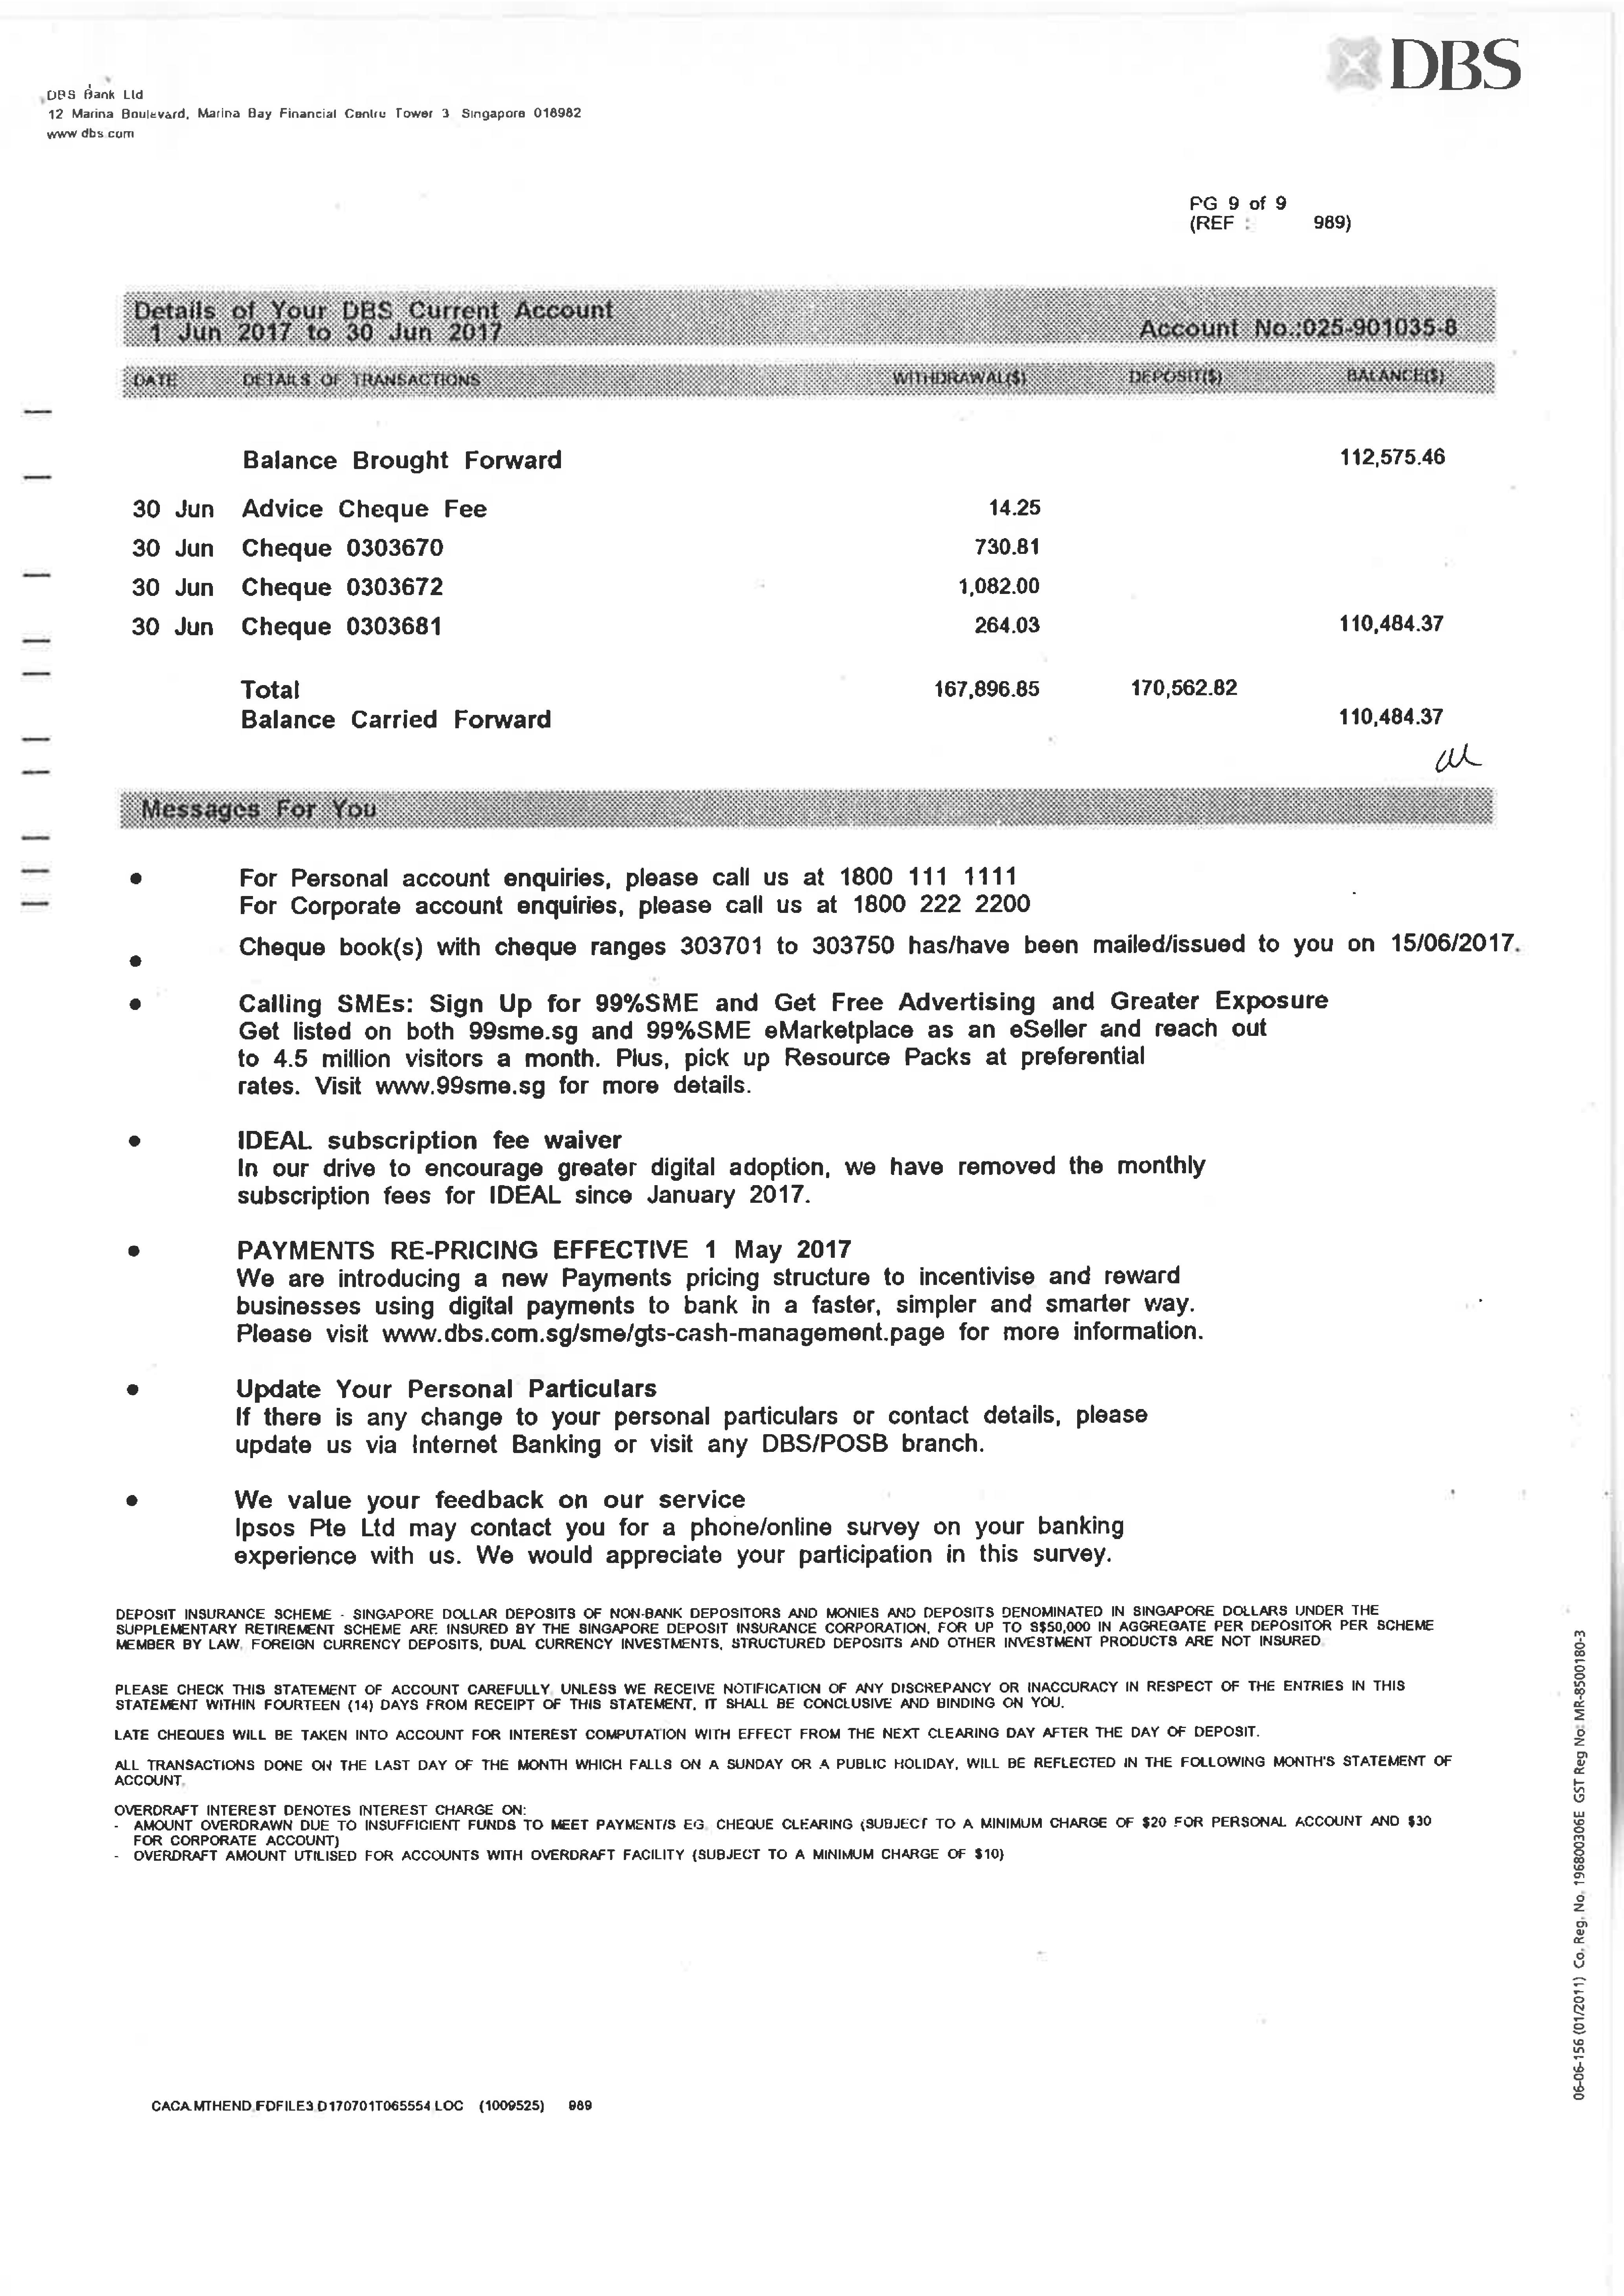 DBS
DBS Bank Ltd
12 Marina Boulevard, Marina Bay Financial Centre Tower 3 Singapore 018982
www dbs.com
PG 9 of 9
(REF : 989)
Details of Your DBS Current Account
1 Jun 2017 to 30 Jun 2017 Account No.:025-901035-8
DATE DETAILS OF TRANSACTIONS WITHDRAWAL($) DEPOSIT($) BALANCE($)
Balance Brought Forward 112,575.46
30 Jun Advice Cheque Fee 14.25
30 Jun Cheque 0303670 730.81
30 Jun Cheque 0303672 1,082.00
30 Jun Cheque 0303681 264.03 110,484.37
Total 167,896.85 170,562.82
Balance Carried Forward 110,484.37
Messages For You
• For Personal account enquiries, please call us at 1800 111 1111
For Corporate account enquiries, please call us at 1800 222 2200
• Cheque book(s) with cheque ranges 303701 to 303750 has/have been mailed/issued to you on 15/06/2017.
• Calling SMEs: Sign Up for 99%SME and Get Free Advertising and Greater Exposure
Get listed on both 99sme.sg and 99%SME eMarketplace as an eSeller and reach out
to 4.5 million visitors a month. Plus, pick up Resource Packs at preferential
rates. Visit www.99sme.sg for more details.
• IDEAL subscription fee waiver
In our drive to encourage greater digital adoption, we have removed the monthly
subscription fees for IDEAL since January 2017.
• PAYMENTS RE-PRICING EFFECTIVE 1 May 2017
We are introducing a new Payments pricing structure to incentivise and reward
businesses using digital payments to bank in a faster, simpler and smarter way.
Please visit www.dbs.com.sg/sme/gts-cash-management.page for more information.
• Update Your Personal Particulars
If there is any change to your personal particulars or contact details, please
update us via Internet Banking or visit any DBS/POSB branch.
• We value your feedback on our service
Ipsos Pte Ltd may contact you for a phone/online survey on your banking
experience with us. We would appreciate your participation in this survey.
DEPOSIT INSURANCE SCHEME - SINGAPORE DOLLAR DEPOSITS OF NON-BANK DEPOSITORS AND MONIES AND DEPOSITS DENOMINATED IN SINGAPORE DOLLARS UNDER THE
SUPPLEMENTARY RETIREMENT SCHEME ARE INSURED BY THE SINGAPORE DEPOSIT INSURANCE CORPORATION, FOR UP TO S$50,000 IN AGGREGATE PER DEPOSITOR PER SCHEME
MEMBER BY LAW. FOREIGN CURRENCY DEPOSITS, DUAL CURRENCY INVESTMENTS, STRUCTURED DEPOSITS AND OTHER INVESTMENT PRODUCTS ARE NOT INSURED.
PLEASE CHECK THIS STATEMENT OF ACCOUNT CAREFULLY. UNLESS WE RECEIVE NOTIFICATION OF ANY DISCREPANCY OR INACCURACY IN RESPECT OF THE ENTRIES IN THIS
STATEMENT WITHIN FOURTEEN (14) DAYS FROM RECEIPT OF THIS STATEMENT, IT SHALL BE CONCLUSIVE AND BINDING ON YOU.
LATE CHEQUES WILL BE TAKEN INTO ACCOUNT FOR INTEREST COMPUTATION WITH EFFECT FROM THE NEXT CLEARING DAY AFTER THE DAY OF DEPOSIT.
ALL TRANSACTIONS DONE ON THE LAST DAY OF THE MONTH WHICH FALLS ON A SUNDAY OR A PUBLIC HOLIDAY, WILL BE REFLECTED IN THE FOLLOWING MONTH'S STATEMENT OF
ACCOUNT.
OVERDRAFT INTEREST DENOTES INTEREST CHARGE ON:
- AMOUNT OVERDRAWN DUE TO INSUFFICIENT FUNDS TO MEET PAYMENT/S EG. CHEQUE CLEARING (SUBJECT TO A MINIMUM CHARGE OF $20 FOR PERSONAL ACCOUNT AND $30
FOR CORPORATE ACCOUNT)
- OVERDRAFT AMOUNT UTILISED FOR ACCOUNTS WITH OVERDRAFT FACILITY (SUBJECT TO A MINIMUM CHARGE OF $10)
CACA.MTHEND.FDFILE3.D170701T065554.LOC (1009525) 989
06-06-156 (01/2011) Co. Reg. No. 196800306E GST Reg No: MR-8500180-3